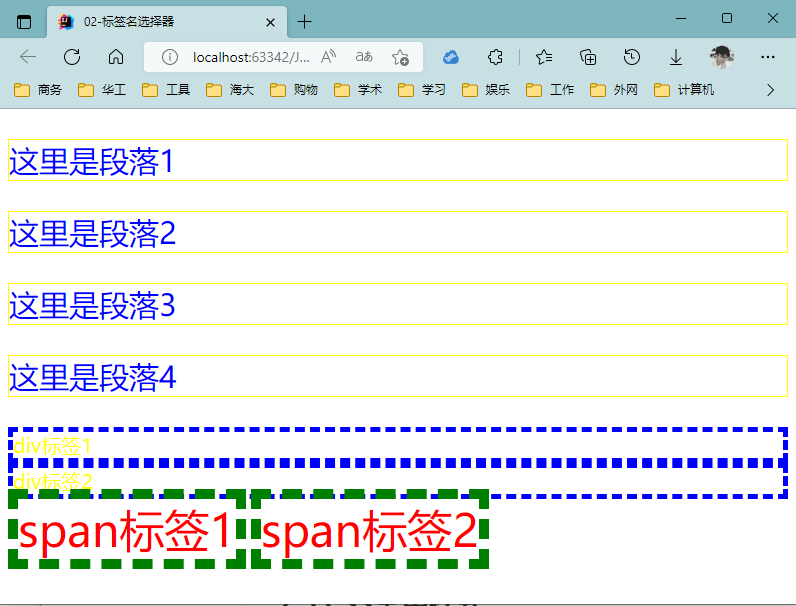 02-标签名选择器
localhost:63342/J...
商务 华工 工具 海大 购物 学术 学习 娱乐 工作 外网 计算机
这里是段落1
这里是段落2
这里是段落3
这里是段落4
div标签1
div标签2
span标签1 span标签2